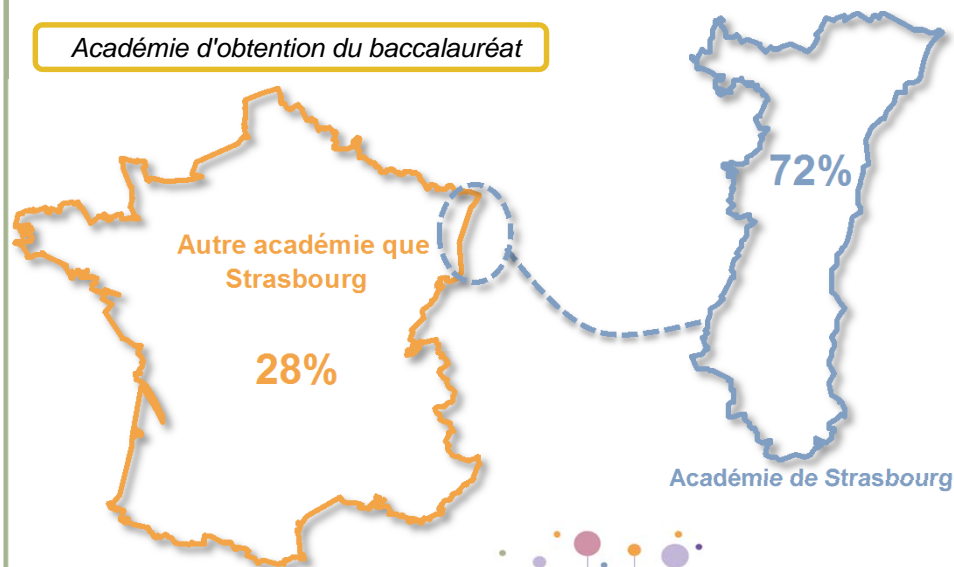 Académie d'obtention du baccalauréat
72%
Autre académie que
Strasbourg
28%
Académie de Strasbourg